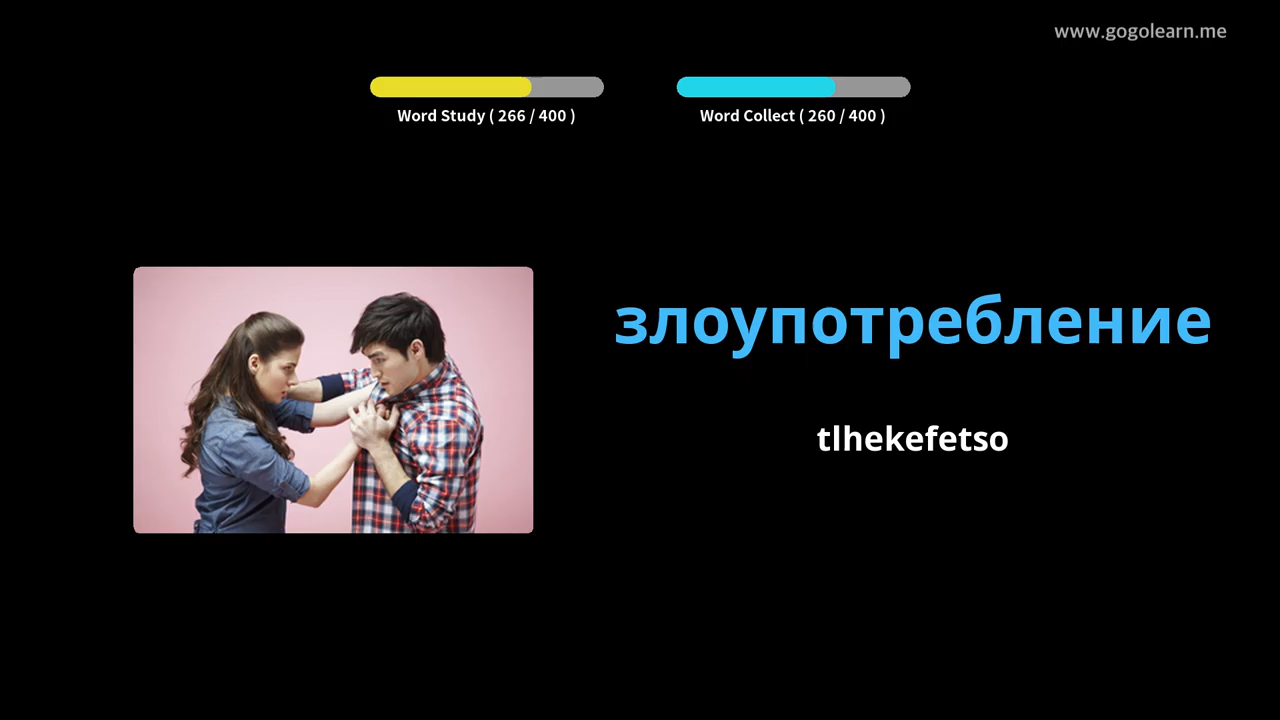 www.gogolearn.me
Word Study ( 266 / 400 )
Word Collect ( 260 / 400 )
злоупотребление
tlhekefetso